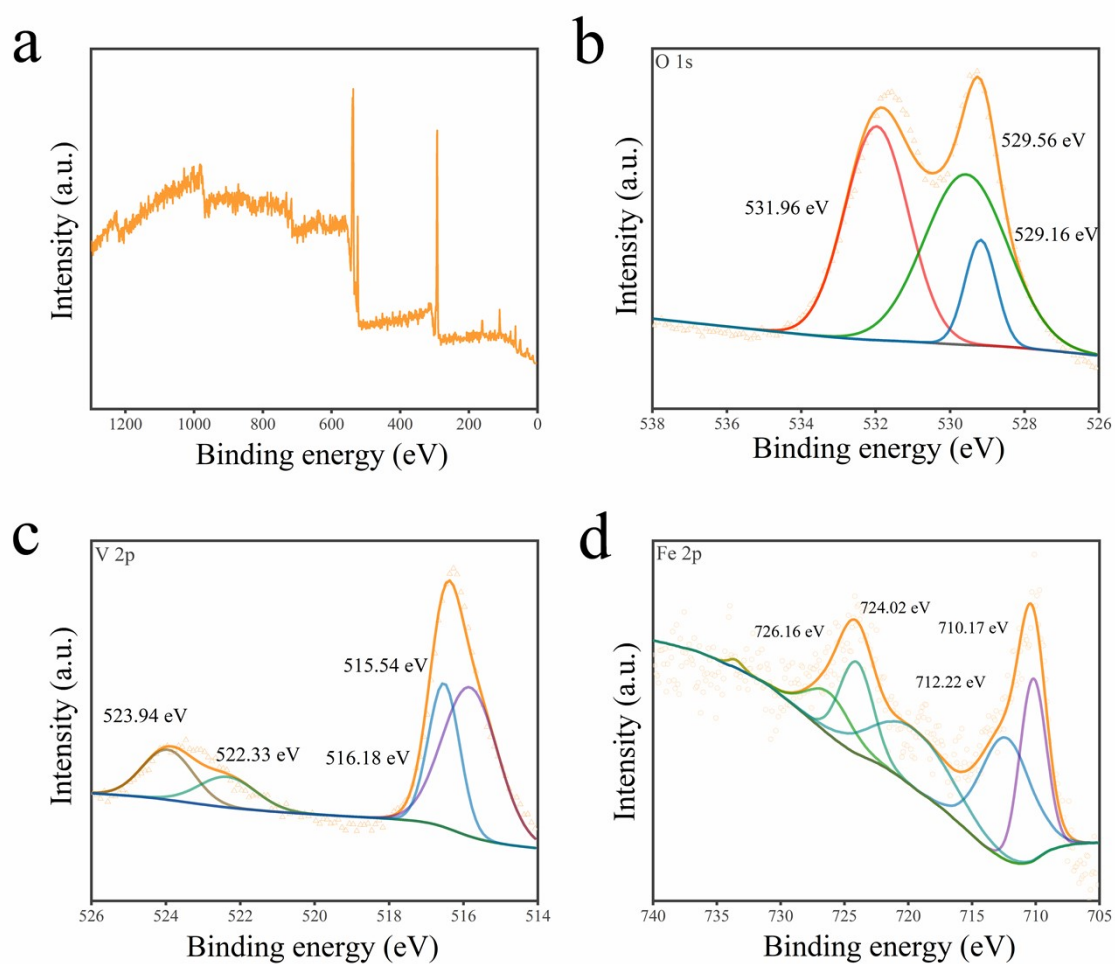 a
Intensity (a.u.)
1200 1000 800 600 400 200 0
Binding energy (eV)
b
O 1s
529.56 eV
531.96 eV
529.16 eV
Intensity (a.u.)
538 536 534 532 530 528 526
Binding energy (eV)
c
V 2p
515.54 eV
523.94 eV
522.33 eV
516.18 eV
Intensity (a.u.)
526 524 522 520 518 516 514
Binding energy (eV)
d
Fe 2p
724.02 eV
726.16 eV
710.17 eV
712.22 eV
Intensity (a.u.)
740 735 730 725 720 715 710 705
Binding energy (eV)